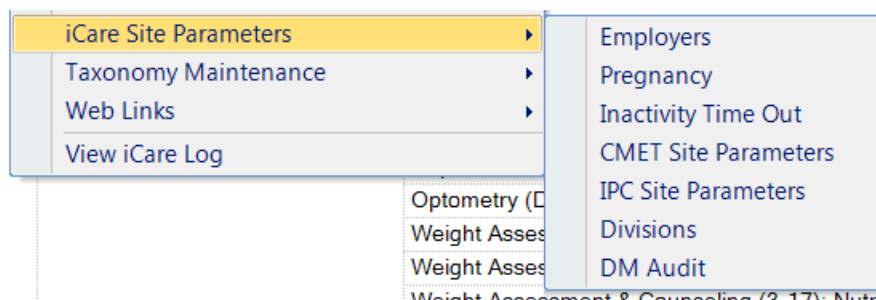 iCare Site Parameters
Taxonomy Maintenance
Web Links
View iCare Log
Employers
Pregnancy
Inactivity Time Out
CMET Site Parameters
IPC Site Parameters
Divisions
DM Audit
Optometry (D
Weight Asses
Weight Asses
Weight Assessment & Counseling (3-17): Nutr